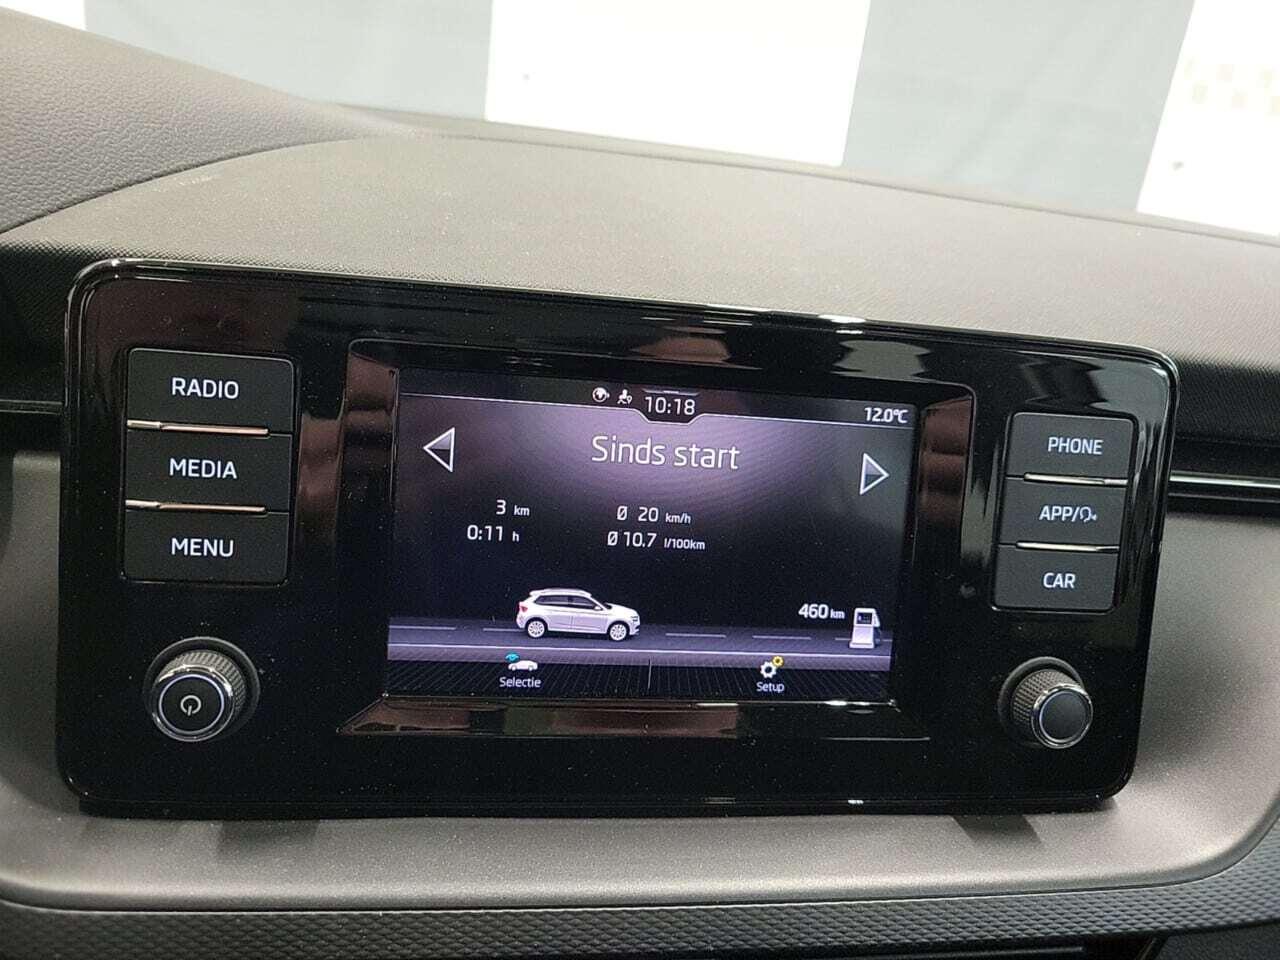 RADIO
MEDIA
MENU
10:18
12.0°C
Sinds start
3 km
Ø 20 km/h
0:11 h
Ø 10.7 l/100km
460 km
Selectie
Setup
PHONE
APP/
CAR